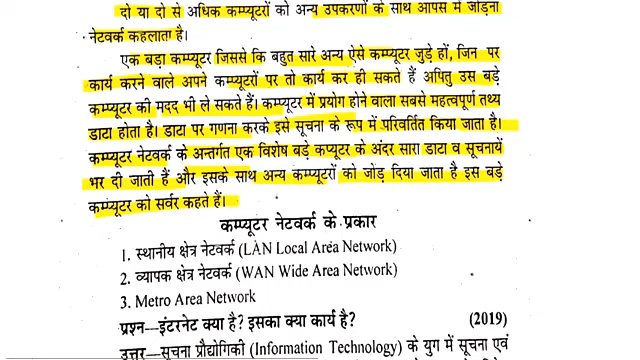 दो या दो से अधिक कम्प्यूटरों को अन्य उपकरणों के साथ आपस में जोड़ना
नेटवर्क कहलाता है।
एक बड़ा कम्प्यूटर जिससे कि बहुत सारे अन्य ऐसे कम्प्यूटर जुड़े हों, जिन पर
कार्य करने वाले अपने कम्प्यूटरों पर तो कार्य कर ही सकते हैं अपितु उस बड़े
कम्प्यूटर की मदद भी ले सकते हैं। कम्प्यूटर में प्रयोग होने वाला सबसे महत्वपूर्ण तथ्य
डाटा होता है। डाटा पर गणना करके इसे सूचना के रूप में परिवर्तित किया जाता है।
कम्प्यूटर नेटवर्क के अन्तर्गत एक विशेष बड़े कप्यूटर के अंदर सारा डाटा व सूचनायें
भर दी जाती हैं और इसके साथ अन्य कम्प्यूटरों को जोड़ दिया जाता है इस बड़े
कम्प्यूटर को सर्वर कहते हैं।
कम्प्यूटर नेटवर्क के प्रकार
1. स्थानीय क्षेत्र नेटवर्क (LAN Local Area Network)
2. व्यापक क्षेत्र नेटवर्क (WAN Wide Area Network)
3. Metro Area Network
प्रश्न–इंटरनेट क्या है? इसका क्या कार्य है? (2019)
उत्तर–सूचना प्रौद्योगिकी (Information Technology) के युग में सूचना एवं